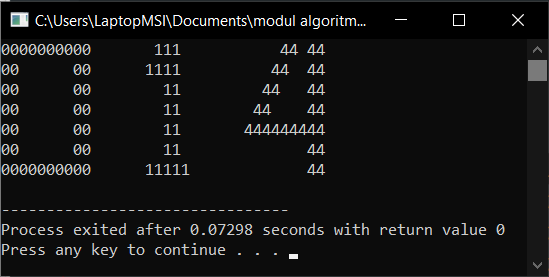 C:\Users\LaptopMSI\Documents\modul algoritm...
0000000000       111           44 44
00      00      1111          44  44
00      00        11         44   44
00      00        11        44    44
00      00        11       444444444
00      00        11              44
0000000000      11111             44
--------------------------------
Process exited after 0.07298 seconds with return value 0
Press any key to continue . . .